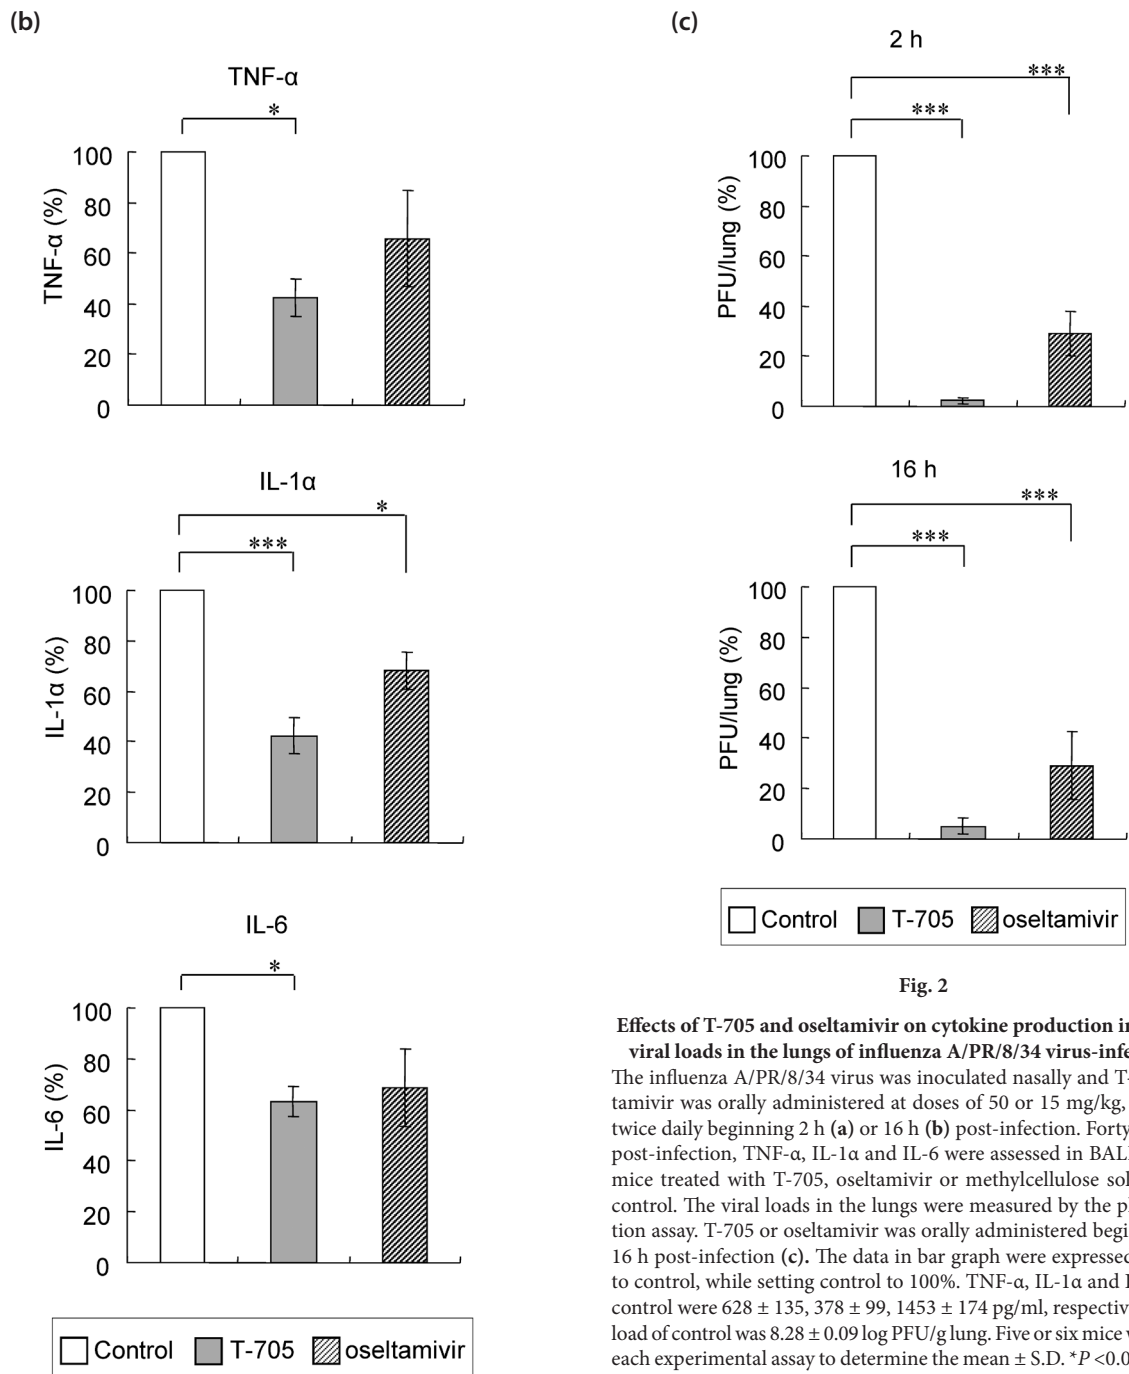 (b)
TNF-α
*
TNF-α (%)
100
80
60
40
20
0
IL-1α
*
***
IL-1α (%)
100
80
60
40
20
0
IL-6
*
IL-6 (%)
100
80
60
40
20
0
Control T-705 oseltamivir
(c)
2 h
***
***
PFU/lung (%)
100
80
60
40
20
0
16 h
***
***
PFU/lung (%)
100
80
60
40
20
0
Control T-705 oseltamivir
Fig. 2
Effects of T-705 and oseltamivir on cytokine production in
viral loads in the lungs of influenza A/PR/8/34 virus-infe
The influenza A/PR/8/34 virus was inoculated nasally and T-
tamivir was orally administered at doses of 50 or 15 mg/kg,
twice daily beginning 2 h (a) or 16 h (b) post-infection. Forty
post-infection, TNF-α, IL-1α and IL-6 were assessed in BAL
mice treated with T-705, oseltamivir or methylcellulose sol
control. The viral loads in the lungs were measured by the p
tion assay. T-705 or oseltamivir was orally administered begi
16 h post-infection (c). The data in bar graph were expressed
to control, while setting control to 100%. TNF-α, IL-1α and I
control were 628 ± 135, 378 ± 99, 1453 ± 174 pg/ml, respectiv
load of control was 8.28 ± 0.09 log PFU/g lung. Five or six mice
each experimental assay to determine the mean ± S.D. *P <0.0